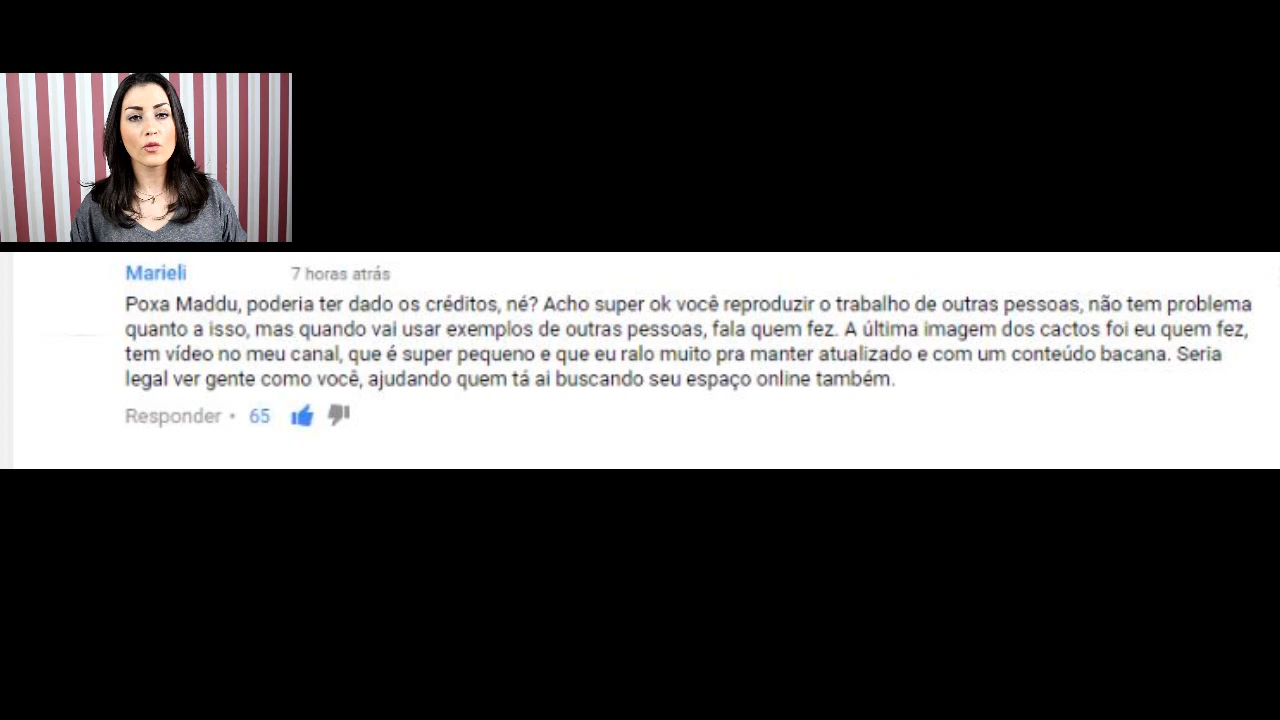 Marieli 7 horas atrás
Poxa Maddu, poderia ter dado os créditos, né? Acho super ok você reproduzir o trabalho de outras pessoas, não tem problema
quanto a isso, mas quando vai usar exemplos de outras pessoas, fala quem fez. A última imagem dos cactos foi eu quem fez,
tem vídeo no meu canal, que é super pequeno e que eu ralo muito pra manter atualizado e com um conteúdo bacana. Seria
legal ver gente como você, ajudando quem tá ai buscando seu espaço online também.
Responder • 65